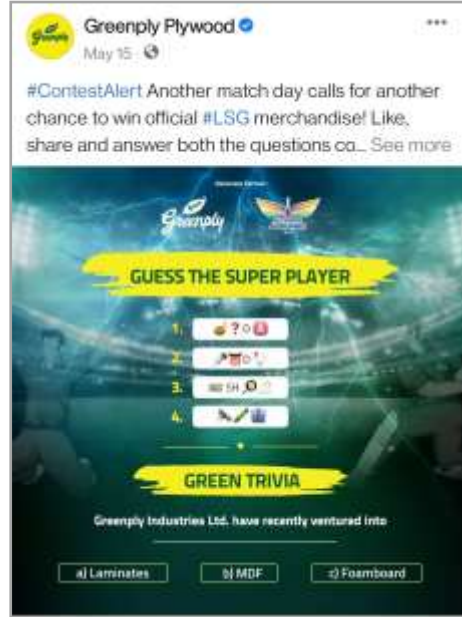 Greenply Plywood
May 15
#ContestAlert Another match day calls for another
chance to win official #LSG merchandise! Like,
share and answer both the questions co... See more
Greenply
GUESS THE SUPER PLAYER
1.
2.
3. SH
4.
GREEN TRIVIA
Greenply Industries Ltd. have recently ventured into
a) Laminates
b) MDF
c) Foamboard